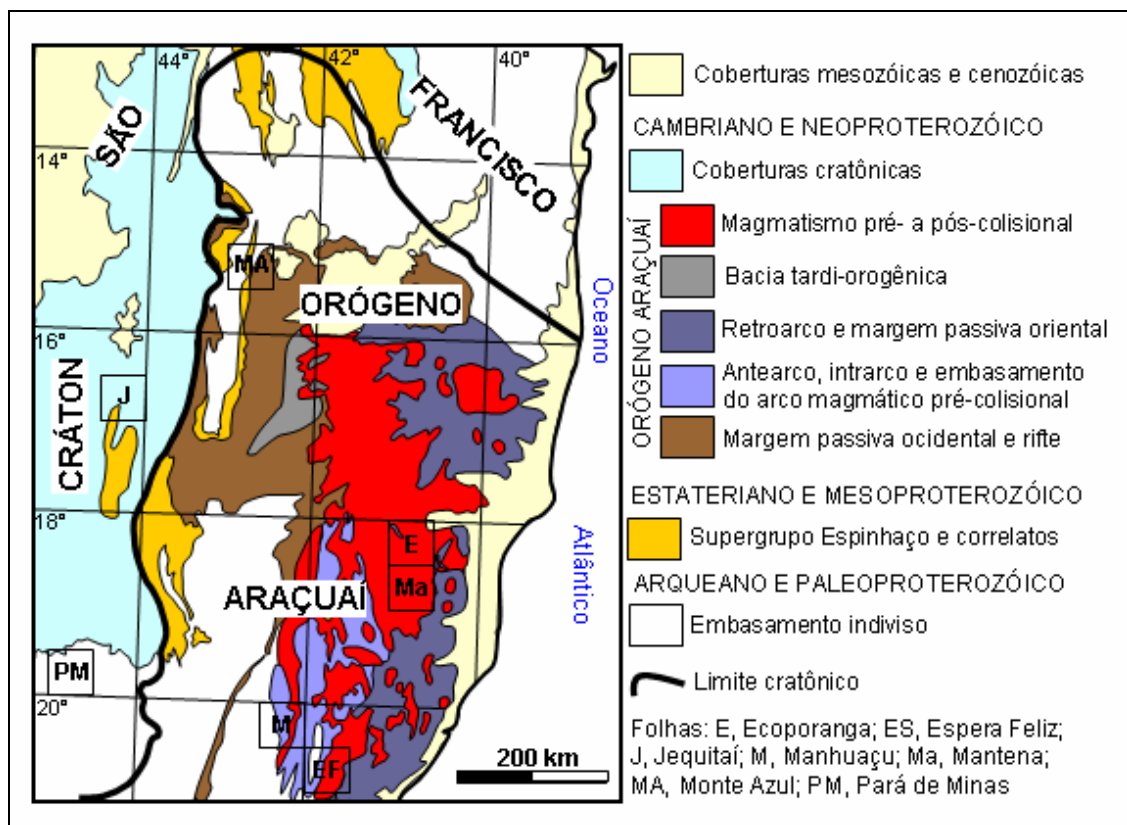 44°
42°
40°
SÃO
FRANCISCO
14°
MA
ORÓGENO
Oceano
16°
J
CRÁTON
18°
E
Atlântico
Ma
ARAÇUAÍ
PM
20°
M
200 km
EF
Coberturas mesozóicas e cenozóicas
CAMBRIANO E NEOPROTEROZÓICO
Coberturas cratônicas
ORÓGENO ARAÇUAÍ
Magmatismo pré- a pós-colisional
Bacia tardi-orogênica
Retroarco e margem passiva oriental
Antearco, intrarco e embasamento
do arco magmático pré-colisional
Margem passiva ocidental e rifte
ESTATERIANO E MESOPROTEROZÓICO
Supergrupo Espinhaço e correlatos
ARQUEANO E PALEOPROTEROZÓICO
Embasamento indiviso
Limite cratônico
Folhas: E, Ecoporanga; ES, Espera Feliz;
J, Jequitaí; M, Manhuaçu; Ma, Mantena;
MA, Monte Azul; PM, Pará de Minas